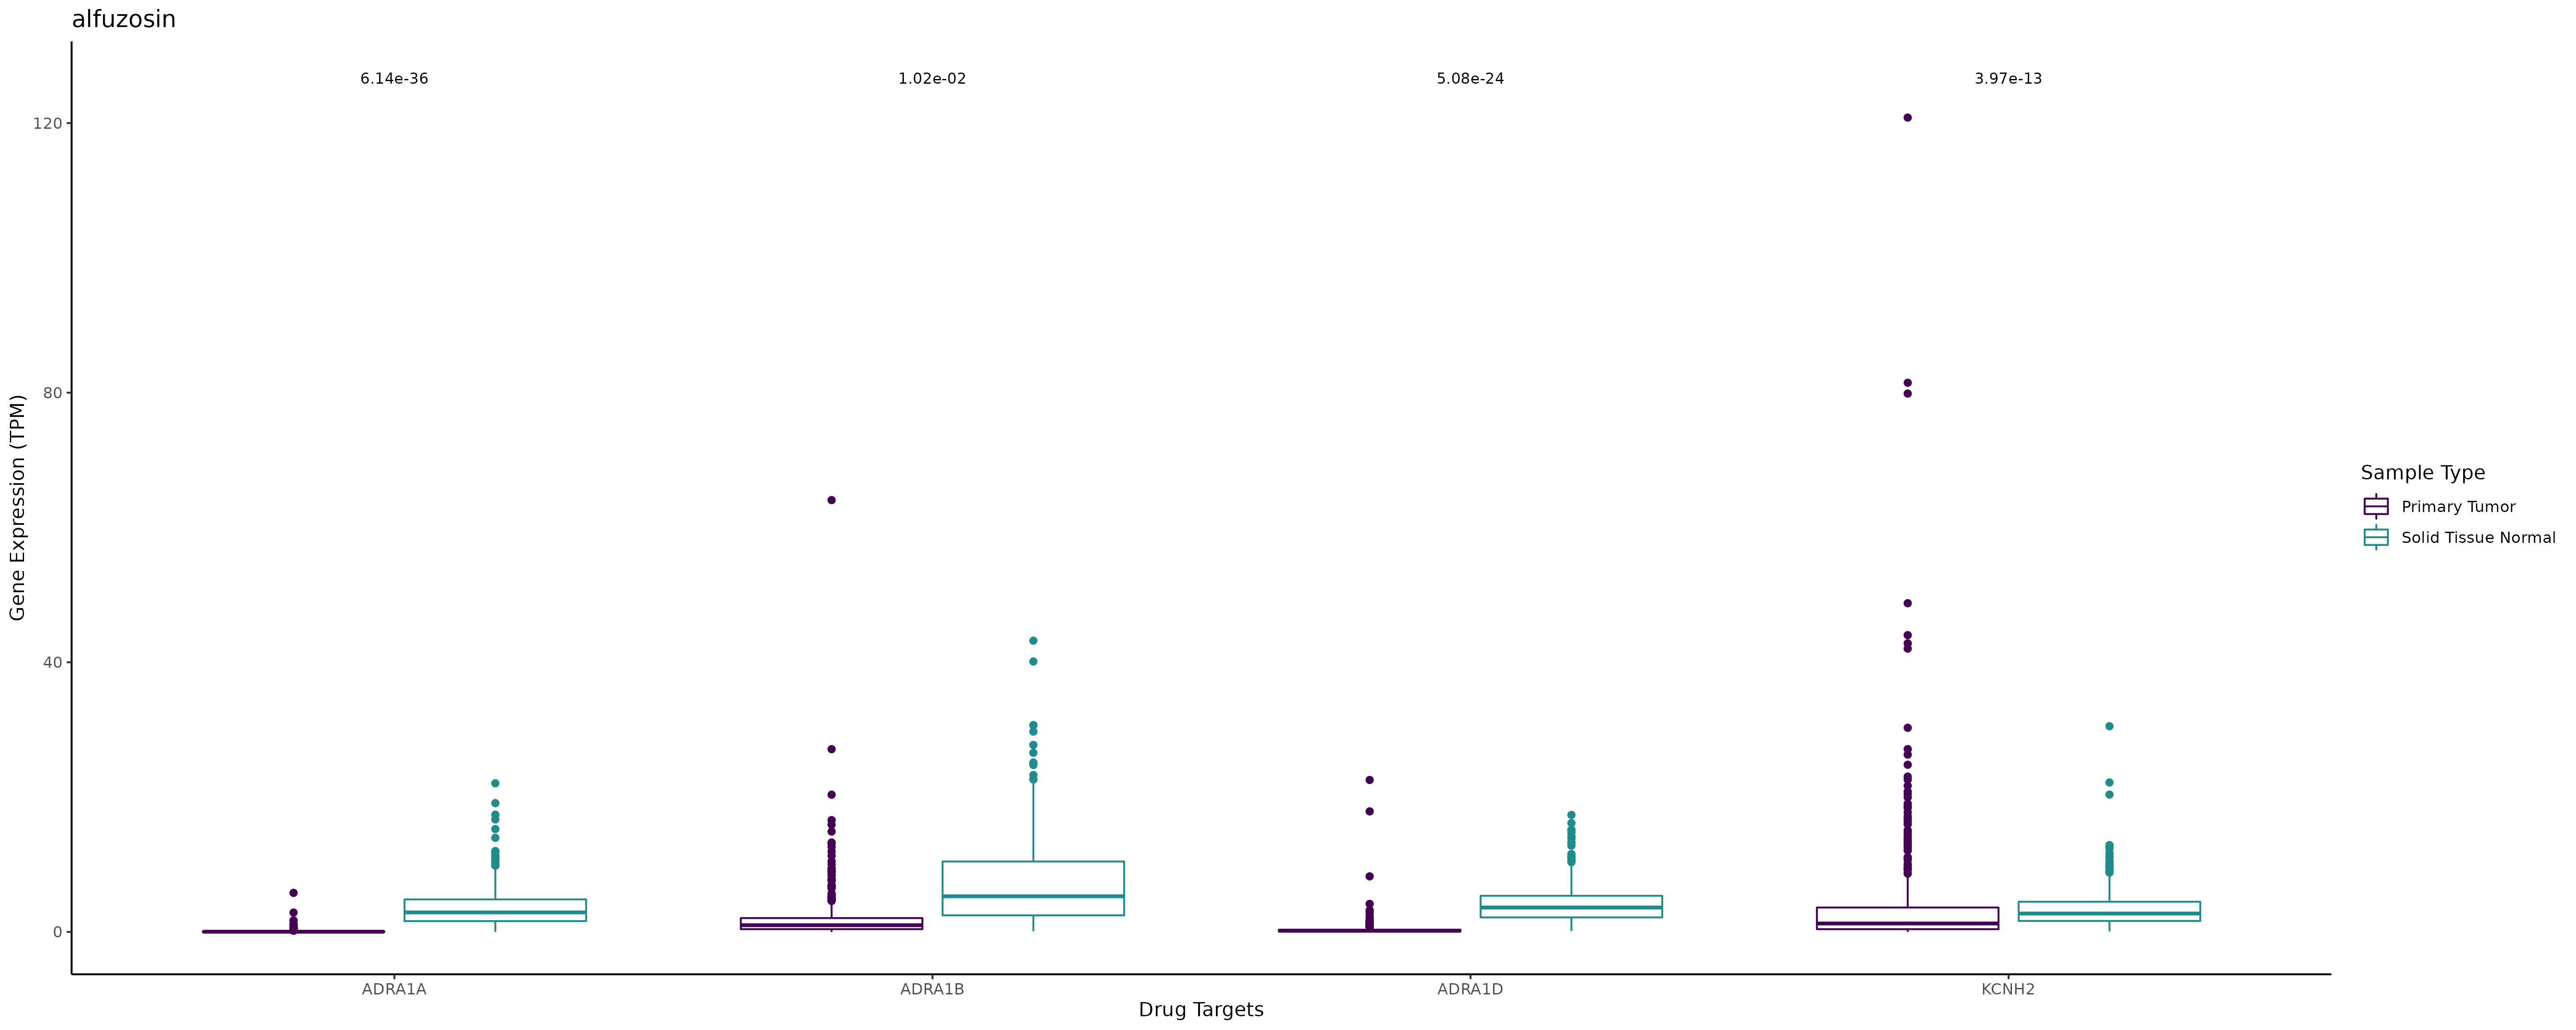 alfuzosin
6.14e-36 1.02e-02 5.08e-24 3.97e-13
120
80
40
0
Gene Expression (TPM)
ADRA1A ADRA1B ADRA1D KCNH2
Drug Targets
Sample Type
Primary Tumor
Solid Tissue Normal